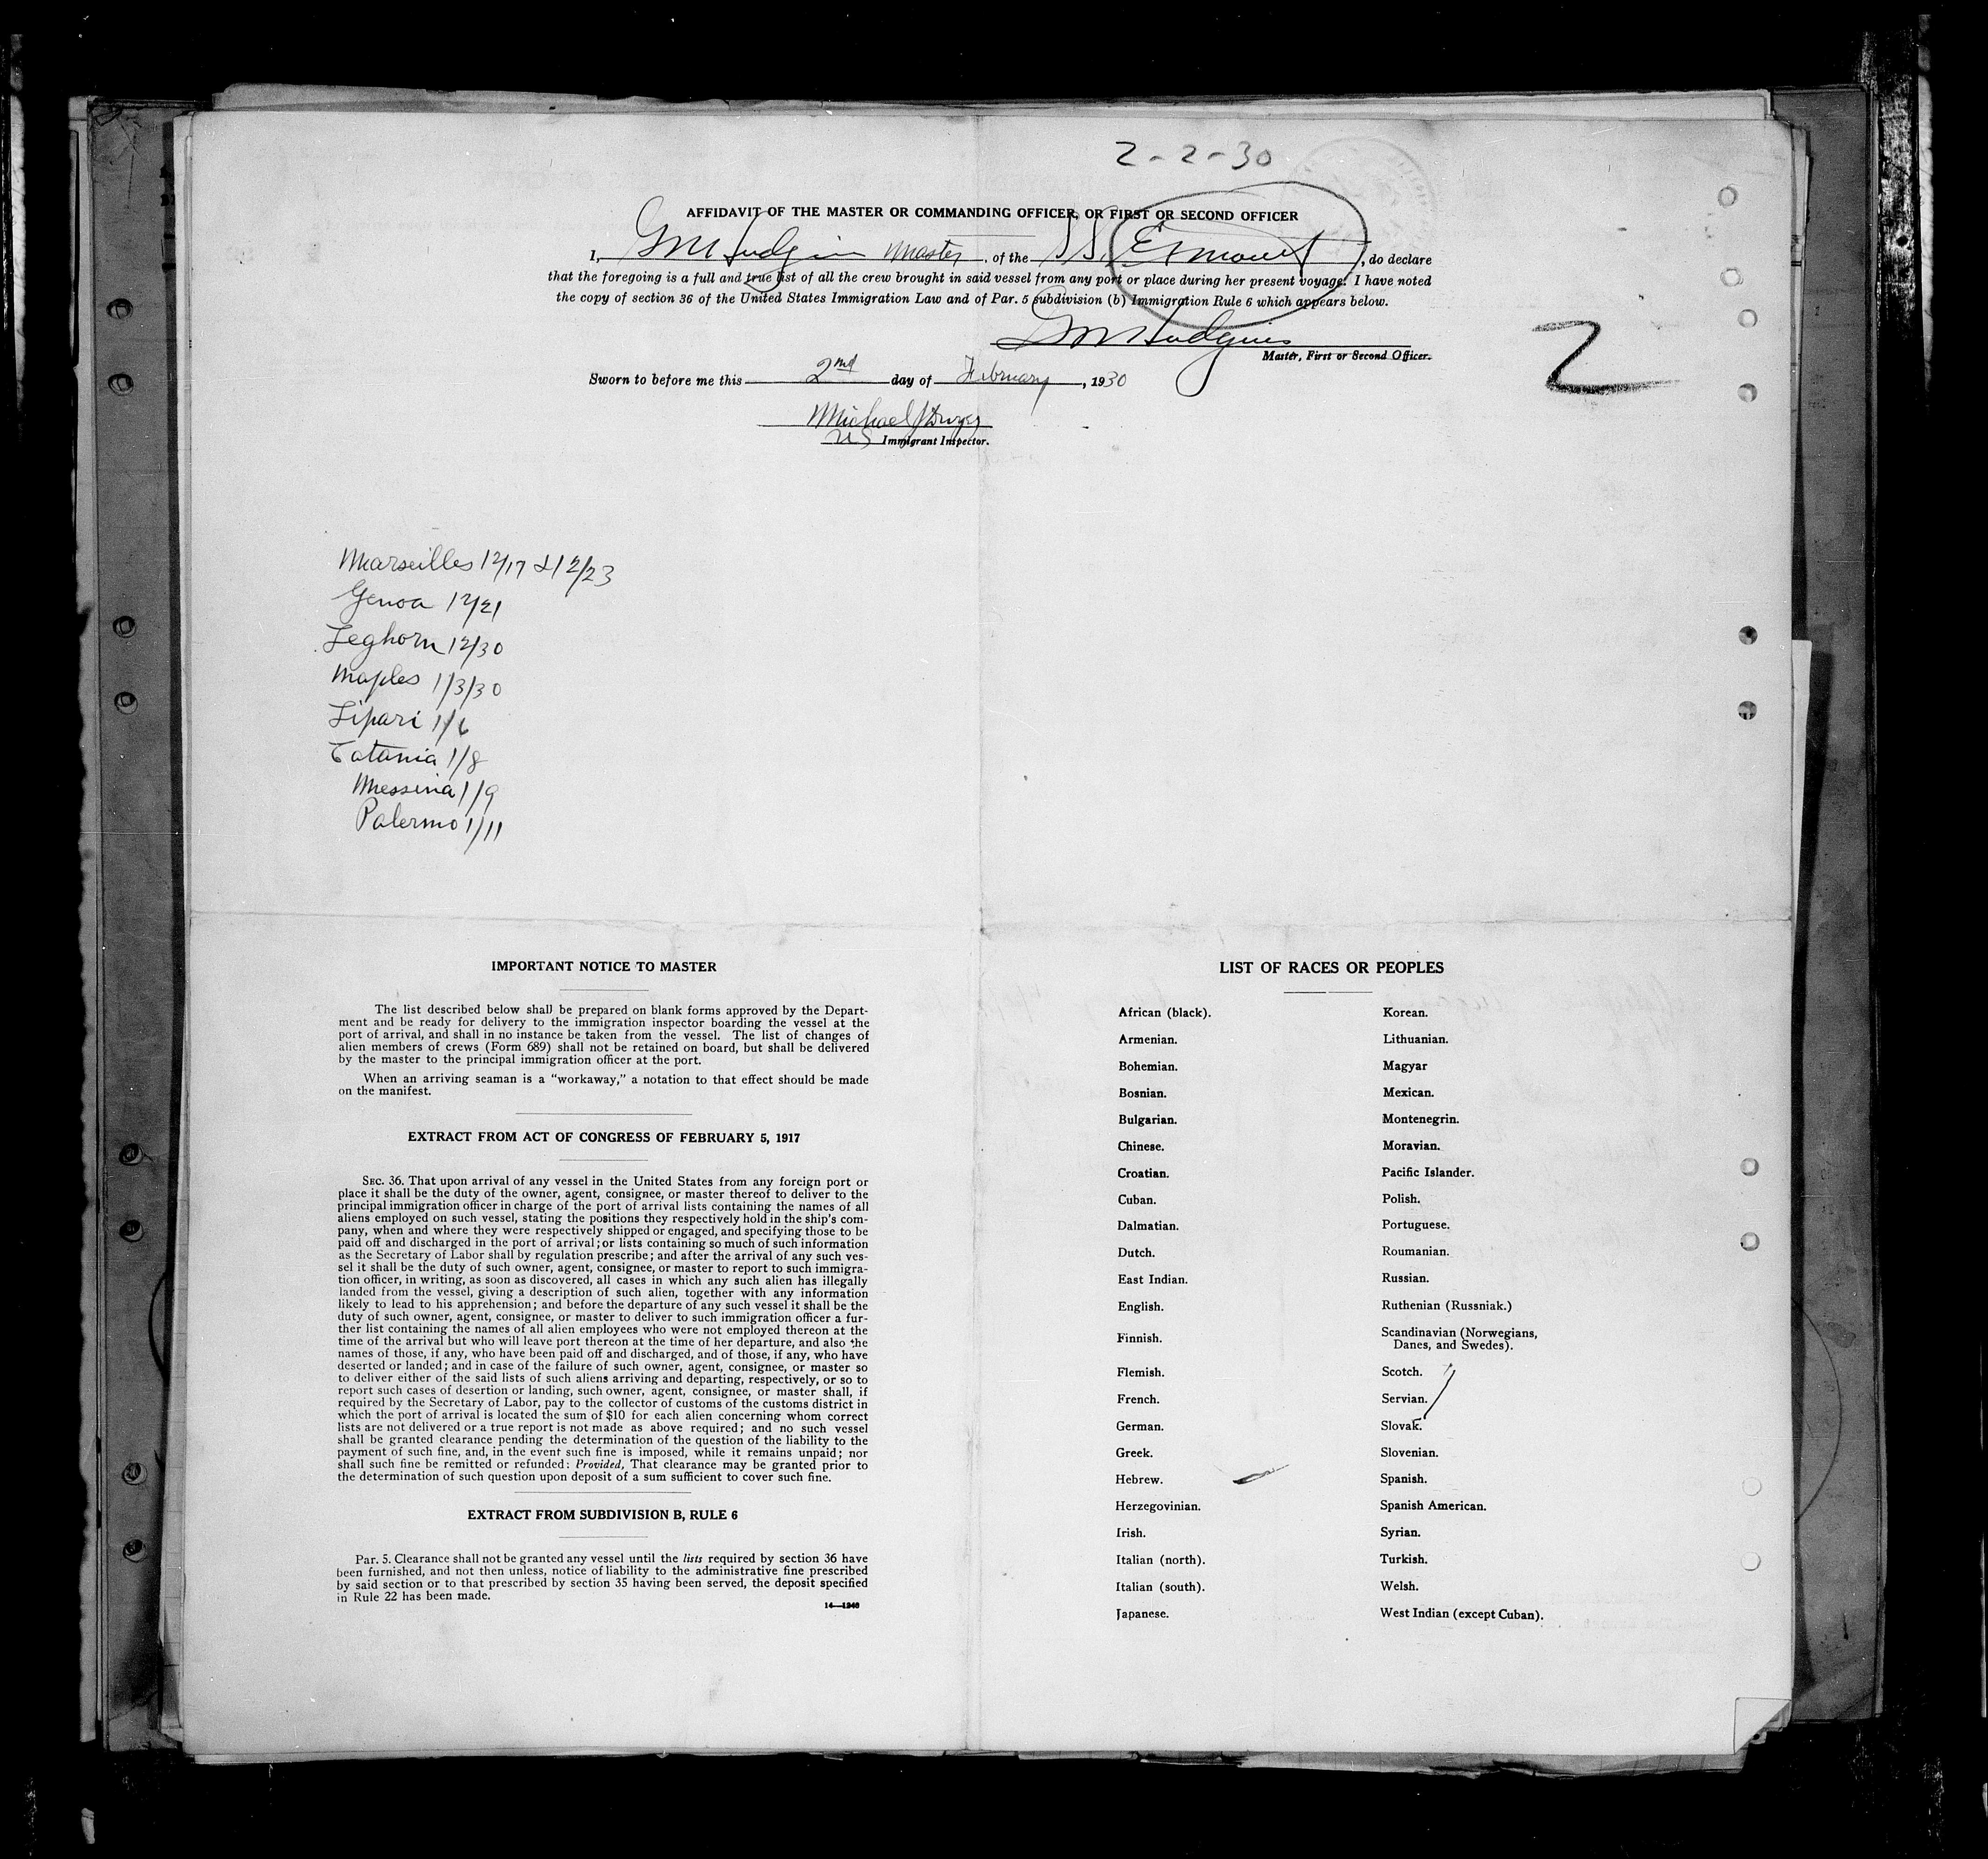 2-2-30
AFFIDAVIT OF THE MASTER OR COMMANDING OFFICER, OR FIRST OR SECOND OFFICER
I, G M Hudgins Master, of the SS. Exmont, do declare
that the foregoing is a full and true list of all the crew brought in said vessel from any port or place during her present voyage. I have noted
the copy of section 36 of the United States Immigration Law and of Par. 5 subdivision (b) Immigration Rule 6 which appears below.
G M Hudgins
2
Master, First or Second Officer.
Sworn to before me this 2nd day of February, 1930
Michael J Dwyer
US Immigrant Inspector.
Marseilles 12/17 & 12/23
Genoa 12/21
Leghorn 12/30
Naples 1/3/30
Lipari 1/6
Catania 1/8
Messina 1/9
Palermo 1/11
IMPORTANT NOTICE TO MASTER
The list described below shall be prepared on blank forms approved by the Depart-
ment and be ready for delivery to the immigration inspector boarding the vessel at the
port of arrival, and shall in no instance be taken from the vessel. The list of changes of
alien members of crews (Form 689) shall not be retained on board, but shall be delivered
by the master to the principal immigration officer at the port.
When an arriving seaman is a "workaway," a notation to that effect should be made
on the manifest.
EXTRACT FROM ACT OF CONGRESS OF FEBRUARY 5, 1917
SEC. 36. That upon arrival of any vessel in the United States from any foreign port or
place it shall be the duty of the owner, agent, consignee, or master thereof to deliver to the
principal immigration officer in charge of the port of arrival lists containing the names of all
aliens employed on such vessel, stating the positions they respectively hold in the ship's com-
pany, when and where they were respectively shipped or engaged, and specifying those to be
paid off and discharged in the port of arrival; or lists containing so much of such information
as the Secretary of Labor shall by regulation prescribe; and after the arrival of any such ves-
sel it shall be the duty of such owner, agent, consignee, or master to report to such immigra-
tion officer, in writing, as soon as discovered, all cases in which any such alien has illegally
landed from the vessel, giving a description of such alien, together with any information
likely to lead to his apprehension; and before the departure of any such vessel it shall be the
duty of such owner, agent, consignee, or master to deliver to such immigration officer a fur-
ther list containing the names of all alien employees who were not employed thereon at the
time of the arrival but who will leave port thereon at the time of her departure, and also the
names of those, if any, who have been paid off and discharged, and of those, if any, who have
deserted or landed; and in case of the failure of such owner, agent, consignee, or master so
to deliver either of the said lists of such aliens arriving and departing, respectively, or so to
report such cases of desertion or landing, such owner, agent, consignee, or master shall, if
required by the Secretary of Labor, pay to the collector of customs of the customs district in
which the port of arrival is located the sum of $10 for each alien concerning whom correct
lists are not delivered or a true report is not made as above required; and no such vessel
shall be granted clearance pending the determination of the question of the liability to the
payment of such fine, and, in the event such fine is imposed, while it remains unpaid; nor
shall such fine be remitted or refunded: Provided, That clearance may be granted prior to
the determination of such question upon deposit of a sum sufficient to cover such fine.
EXTRACT FROM SUBDIVISION B, RULE 6
Par. 5. Clearance shall not be granted any vessel until the lists required by section 36 have
been furnished, and not then unless, notice of liability to the administrative fine prescribed
by said section or to that prescribed by section 35 having been served, the deposit specified
in Rule 22 has been made.
14—1240
LIST OF RACES OR PEOPLES
African (black).
Armenian.
Bohemian.
Bosnian.
Bulgarian.
Chinese.
Croatian.
Cuban.
Dalmatian.
Dutch.
East Indian.
English.
Finnish.
Flemish.
French.
German.
Greek.
Hebrew.
Herzegovinian.
Irish.
Italian (north).
Italian (south).
Japanese.
Korean.
Lithuanian.
Magyar
Mexican.
Montenegrin.
Moravian.
Pacific Islander.
Polish.
Portuguese.
Roumanian.
Russian.
Ruthenian (Russniak.)
Scandinavian (Norwegians,
Danes, and Swedes).
Scotch.
Servian.
Slovak.
Slovenian.
Spanish.
Spanish American.
Syrian.
Turkish.
Welsh.
West Indian (except Cuban).